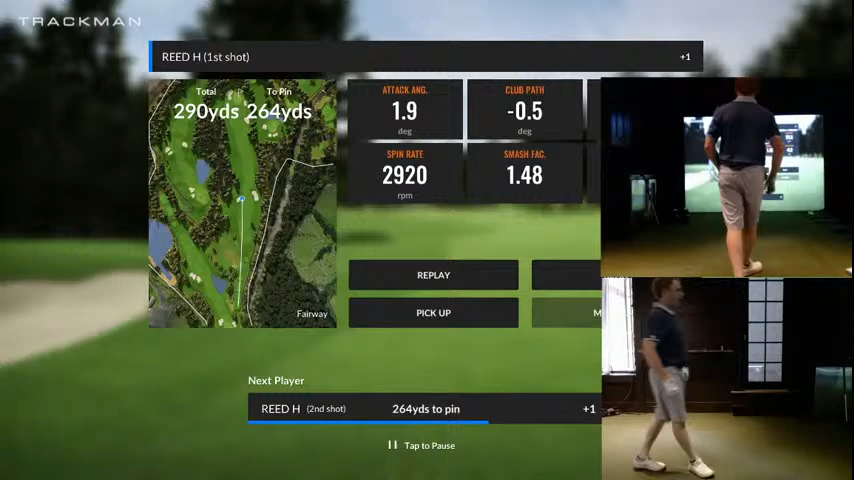 TRACKMAN
REED H (1st shot) +1
Total To Pin
290yds 264yds
ATTACK ANG. CLUB PATH
1.9 -0.5
deg deg
SPIN RATE SMASH FAC.
2920 1.48
rpm
REPLAY
Fairway
PICK UP M
Next Player
REED H (2nd shot) 264yds to pin +1
Tap to Pause